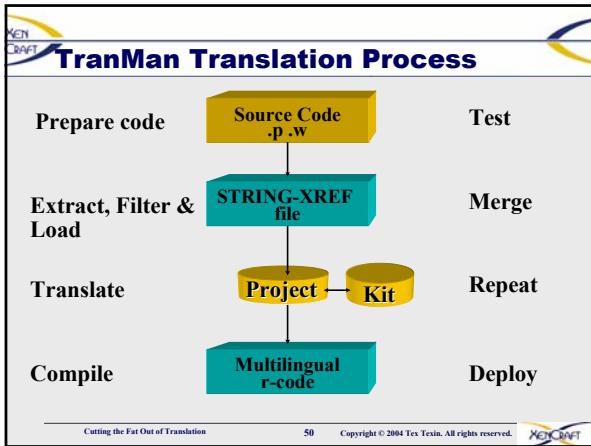 XEN
CRAFT
TranMan Translation Process
Prepare code
Source Code
.p .w
Test
Extract, Filter &
Load
STRING-XREF
file
Merge
Translate
Project
Kit
Repeat
Compile
Multilingual
r-code
Deploy
Cutting the Fat Out of Translation
50
Copyright © 2004 Tex Texin. All rights reserved.
XENCRAFT